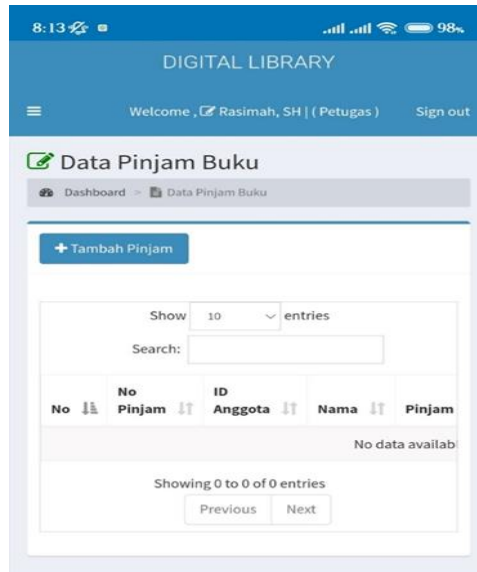 8:13 98%
DIGITAL LIBRARY
Welcome , Rasimah, SH | ( Petugas ) Sign out
Data Pinjam Buku
Dashboard > Data Pinjam Buku
+ Tambah Pinjam
Show 10 entries
Search:
No No Pinjam ID Anggota Nama Pinjam
No data availab
Showing 0 to 0 of 0 entries
Previous Next